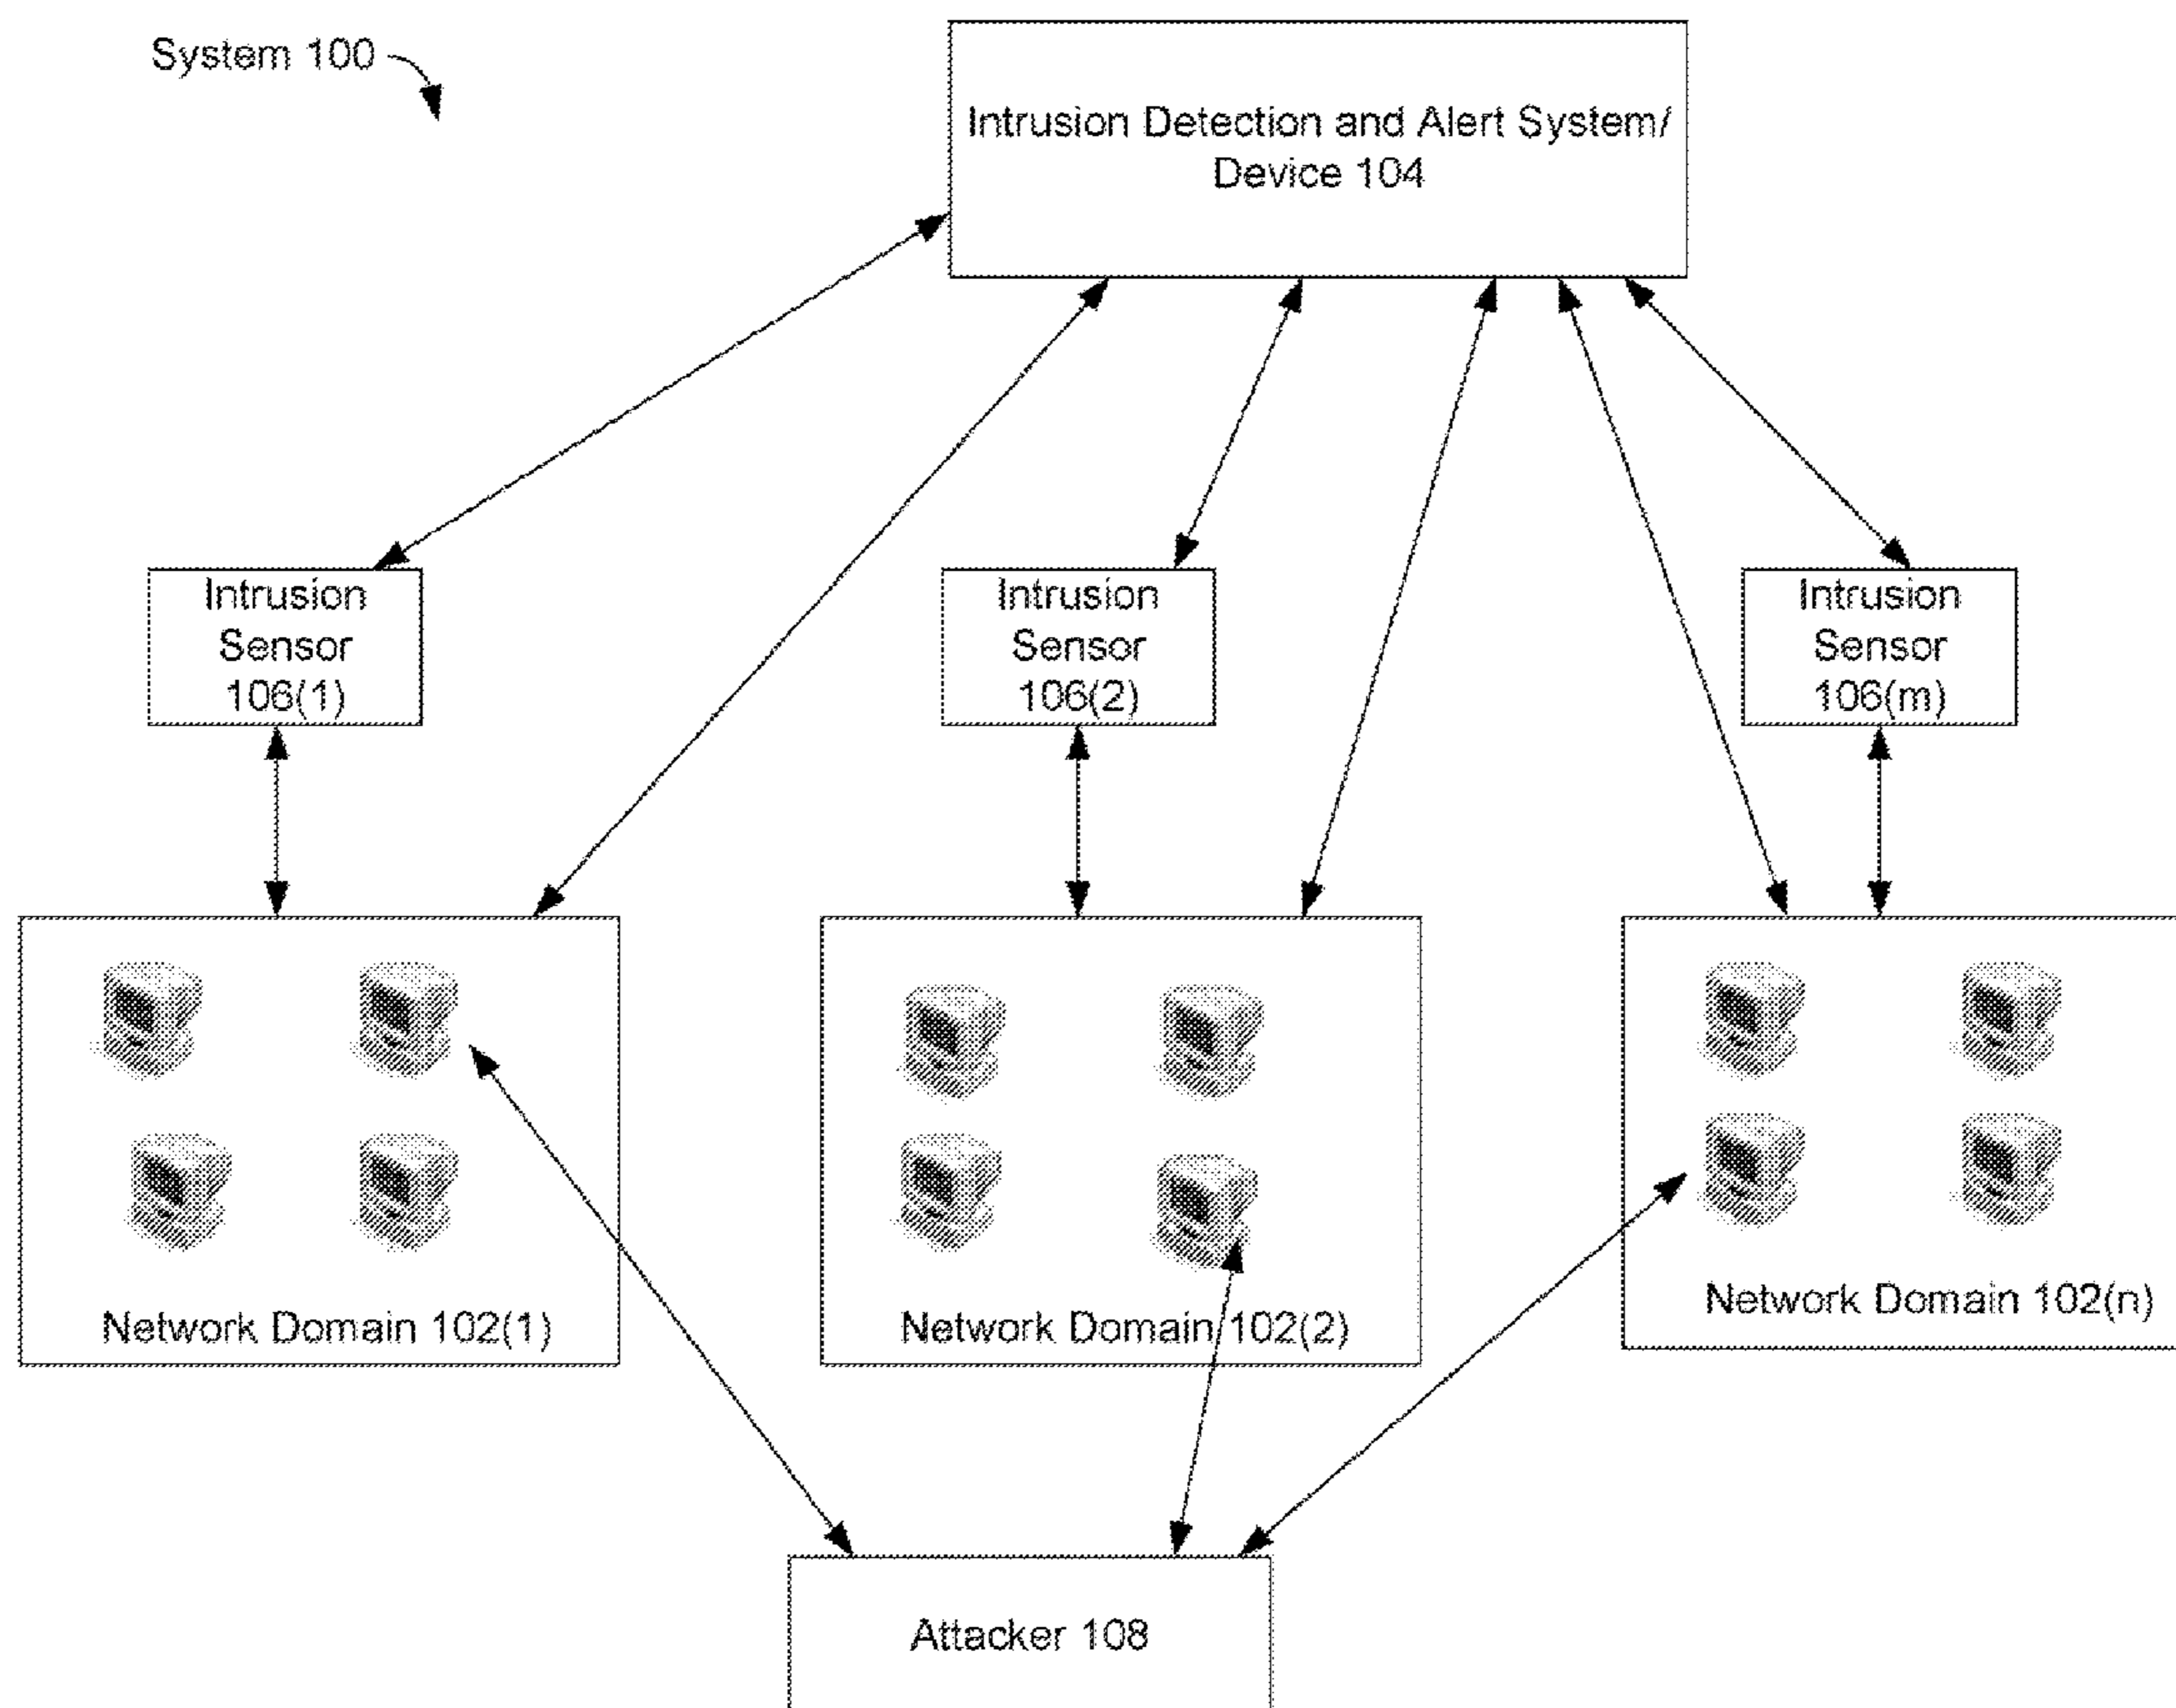 System 100
Intrusion Detection and Alert System/
Device 104
Intrusion
Sensor
106(1)
Intrusion
Sensor
106(2)
Intrusion
Sensor
106(m)
Network Domain 102(1)
Network Domain 102(2)
Network Domain 102(n)
Attacker 108